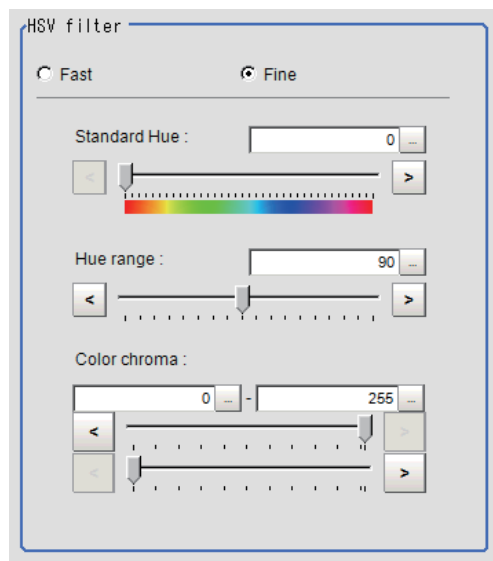 HSV filter
Fast Fine
Standard Hue : 0 ...
< >
Hue range : 90 ...
< >
Color chroma :
0 ... - 255 ...
< >
< >